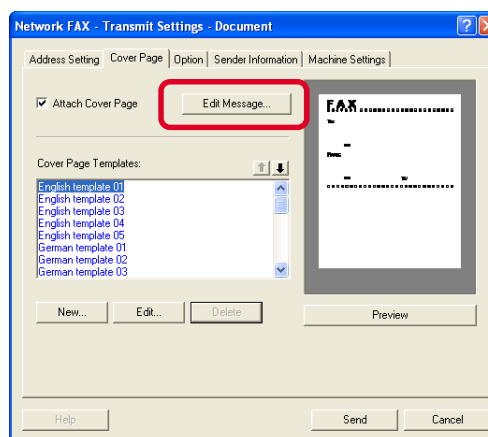 Network FAX - Transmit Settings - Document
Address Setting Cover Page Option Sender Information Machine Settings
Attach Cover Page
Edit Message...
FAX
Cover Page Templates:
English template 01
English template 02
English template 03
English template 04
English template 05
German template 01
German template 02
German template 03
New... Edit... Delete
Preview
Help
Send Cancel